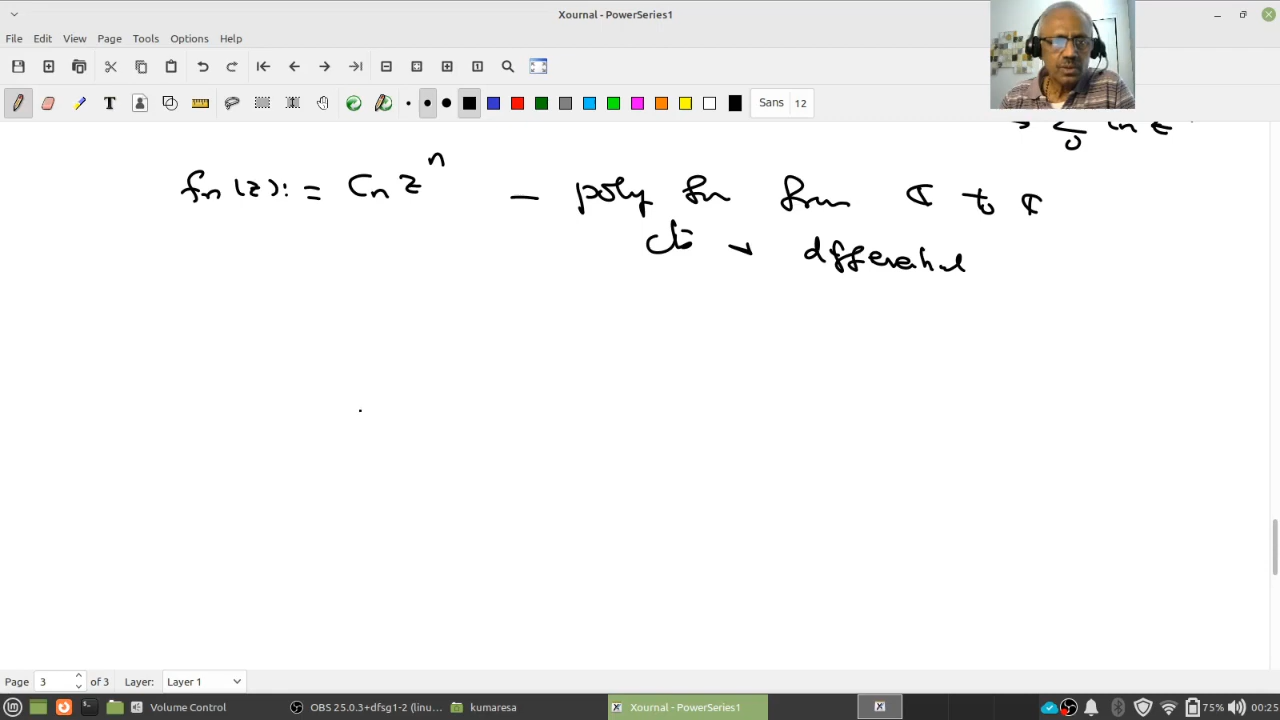 Xournal - PowerSeries1
File Edit View Page Tools Options Help
Sans 12
fn(z) := Cn z^n — poly fn from ℂ to ℂ
cts differential
Page 3 of 3 Layer: Layer 1
Volume Control OBS 25.0.3+dfsg1-2 (linu... kumaresa Xournal - PowerSeries1 75% 00:25